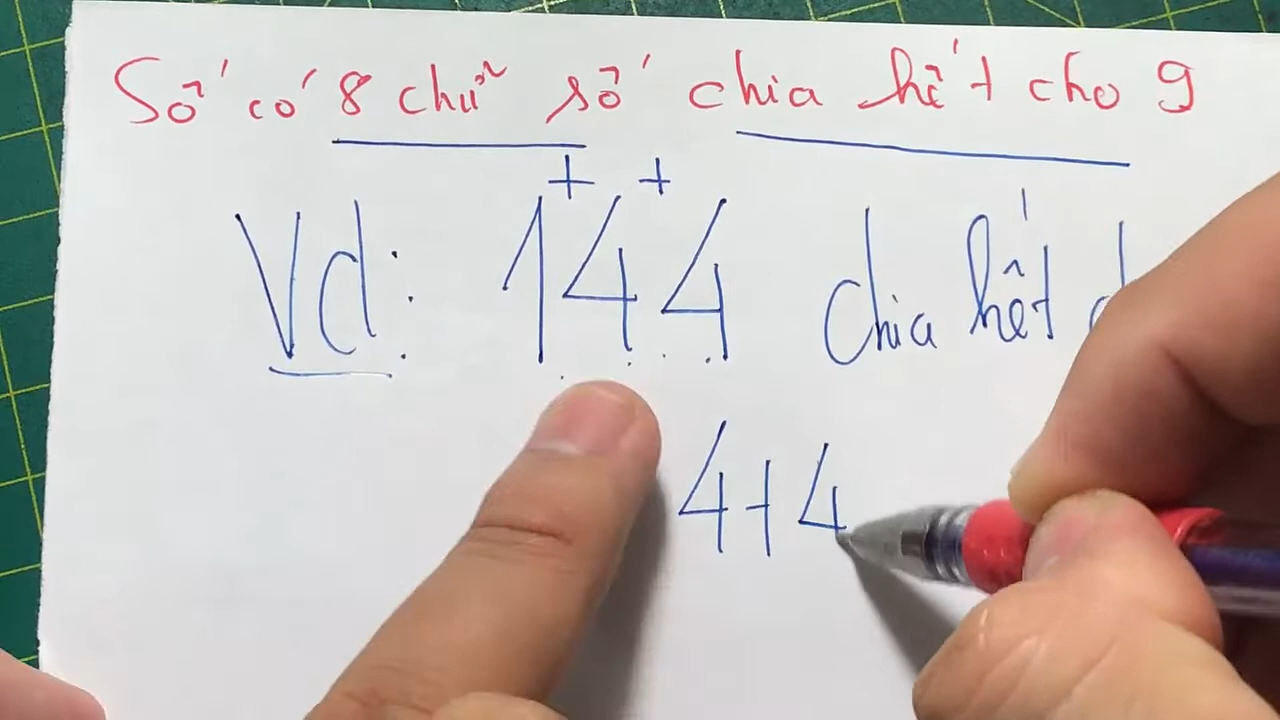 Số có 8 chữ số chia hết cho 9
+ +
Vd: 144 chia hết
4+4